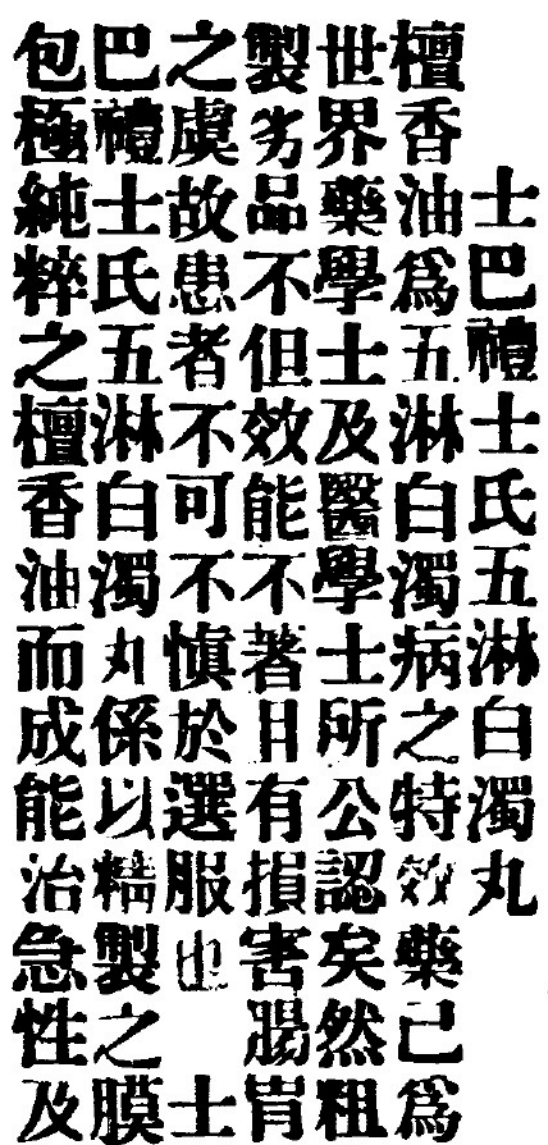 士巴禮士氏五淋白濁丸
檀香油爲五淋白濁病之特效藥已爲
世界藥學士及醫學士所公認矣然粗
製劣品不但效能不著且有損害腸胃
之虞故患者不可不慎於選服也 士
巴禮士氏五淋白濁丸係以精製之膜
包極純粹之檀香油而成能治急性及